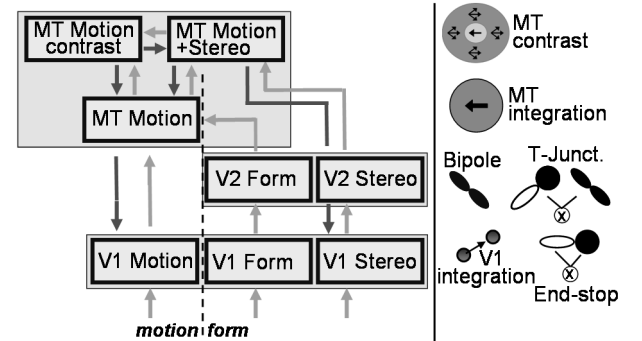 MT Motion
contrast
MT Motion
+Stereo
MT Motion
V2 Form
V2 Stereo
V1 Motion
V1 Form
V1 Stereo
motion form
MT
contrast
MT
integration
Bipole
T-Junct.
X
V1
integration
X
End-stop